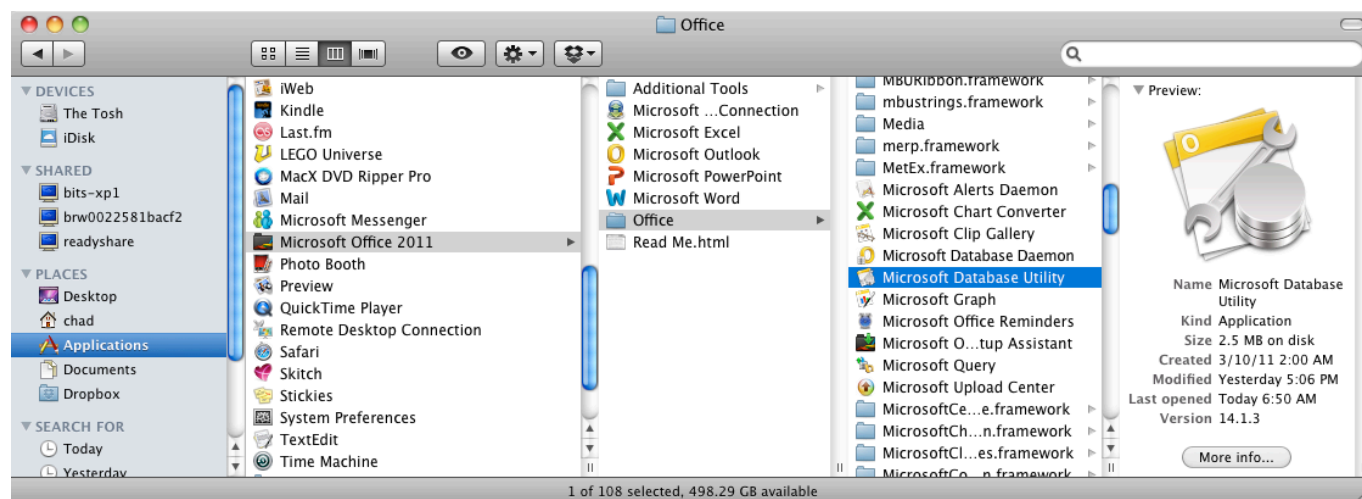 Office
DEVICES
The Tosh
iDisk
SHARED
bits-xp1
brw0022581bacf2
readyshare
PLACES
Desktop
chad
Applications
Documents
Dropbox
SEARCH FOR
Today
Yesterday
iWeb
Kindle
Last.fm
LEGO Universe
MacX DVD Ripper Pro
Mail
Microsoft Messenger
Microsoft Office 2011
Photo Booth
Preview
QuickTime Player
Remote Desktop Connection
Safari
Skitch
Stickies
System Preferences
TextEdit
Time Machine
Additional Tools
Microsoft ...Connection
Microsoft Excel
Microsoft Outlook
Microsoft PowerPoint
Microsoft Word
Office
Read Me.html
MBURibbon.framework
mbustrings.framework
Media
merp.framework
MetEx.framework
Microsoft Alerts Daemon
Microsoft Chart Converter
Microsoft Clip Gallery
Microsoft Database Daemon
Microsoft Database Utility
Microsoft Graph
Microsoft Office Reminders
Microsoft O...tup Assistant
Microsoft Query
Microsoft Upload Center
MicrosoftCe...e.framework
MicrosoftCh...n.framework
MicrosoftCl...es.framework
MicrosoftCo...n.framework
Preview:
Name Microsoft Database
Utility
Kind Application
Size 2.5 MB on disk
Created 3/10/11 2:00 AM
Modified Yesterday 5:06 PM
Last opened Today 6:50 AM
Version 14.1.3
More info...
1 of 108 selected, 498.29 GB available